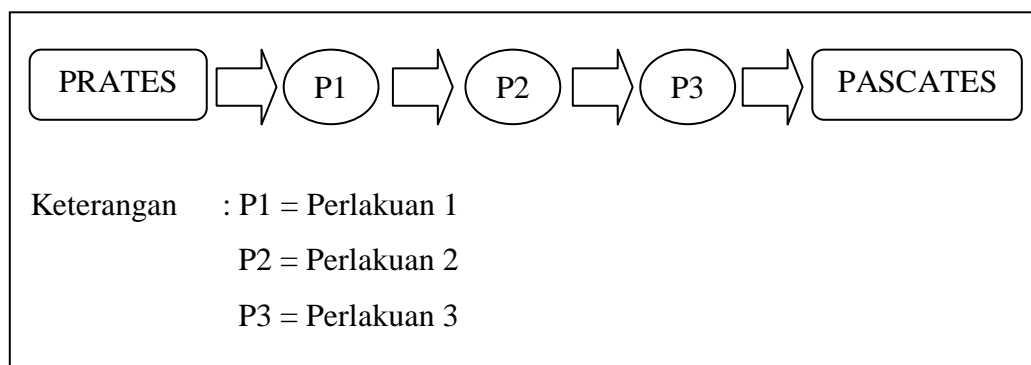 PRATES P1 P2 P3 PASCATES
Keterangan : P1 = Perlakuan 1
P2 = Perlakuan 2
P3 = Perlakuan 3